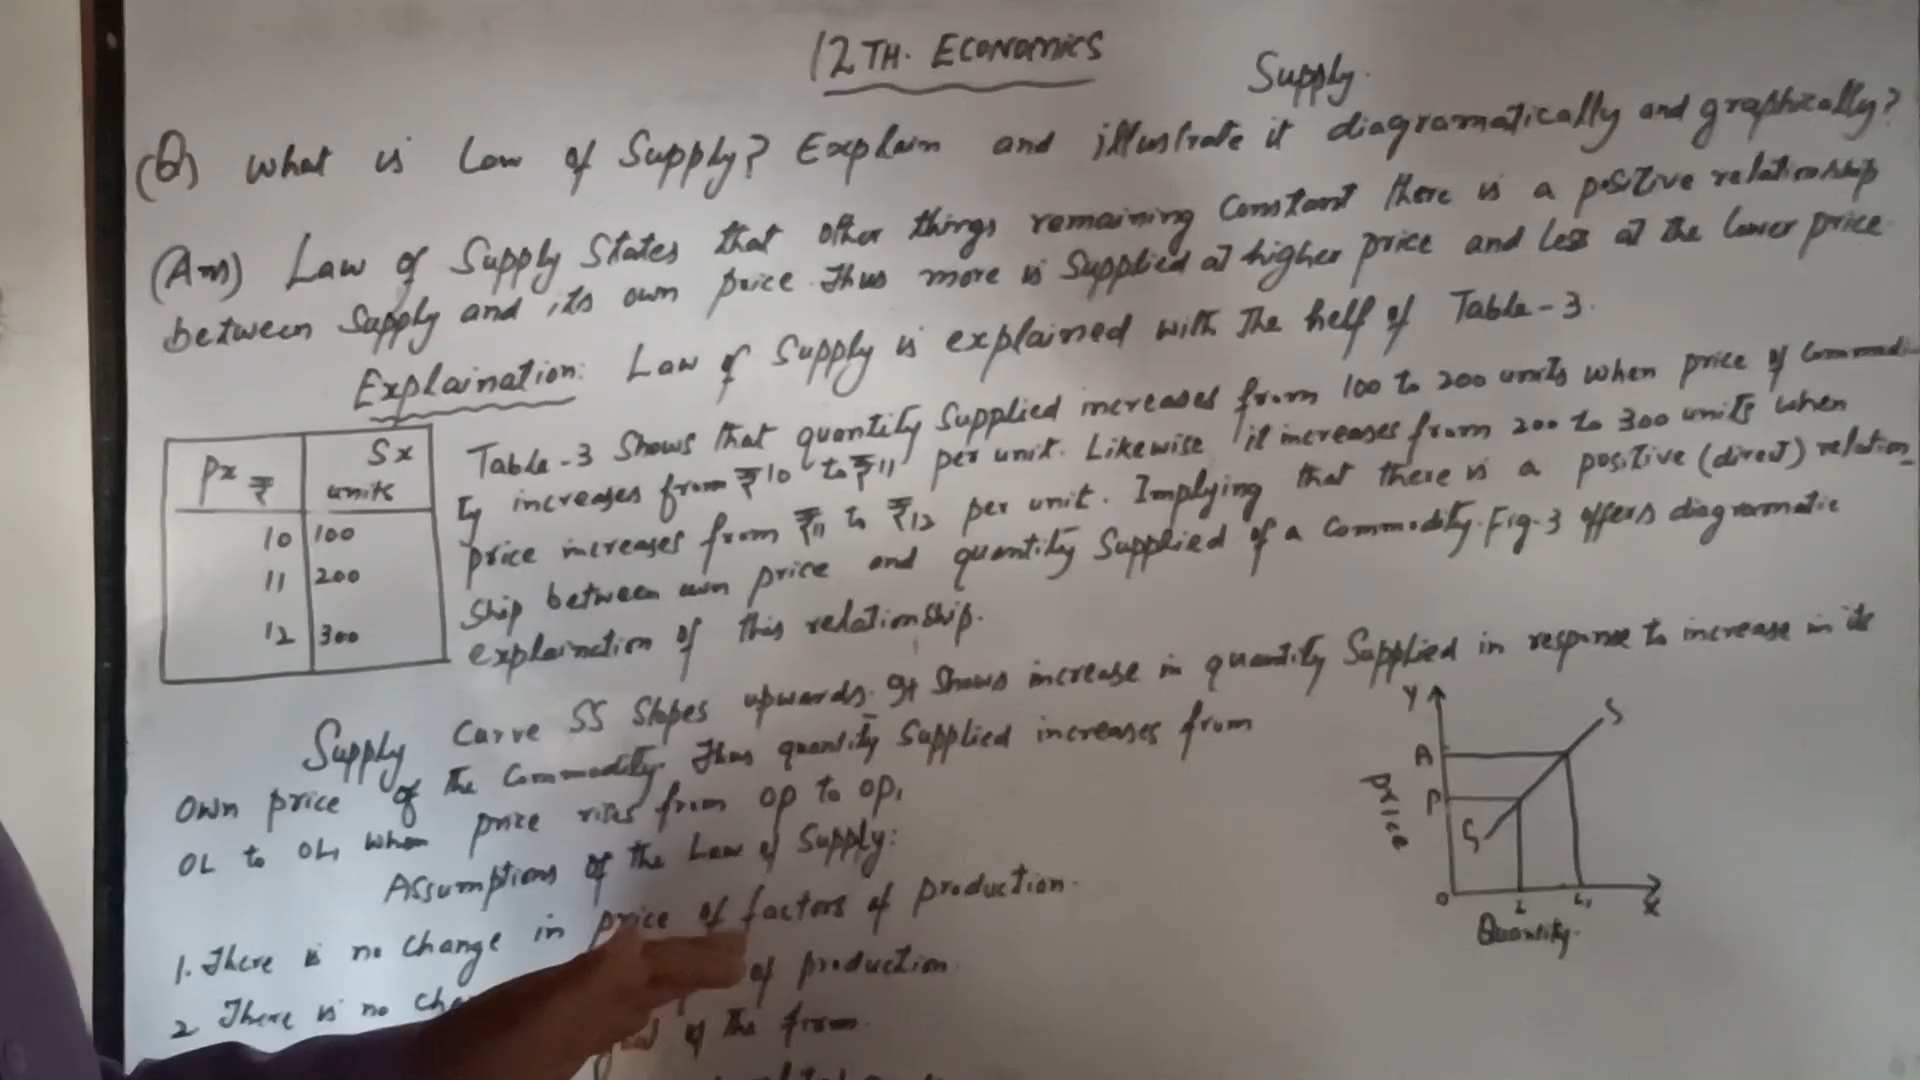 12TH. ECONOMICS
Supply.
(Q) What is Law of Supply? Explain and illustrate it diagramatically and graphically?
(Ans) Law of Supply States that other things remaining Constant there is a positive relationship
between Supply and its own price. Thus more is Supplied at higher price and less at the lower price
Explaination: Law of Supply is explained with The help of Table-3.
Px ₹ Sx units
10 100
11 200
12 300
Table-3 Shows that quantity Supplied increases from 100 to 200 units when price of Commodi-
ty increases from ₹10 to ₹11 per unit. Likewise it increases from 200 to 300 units when
price increases from ₹11 to ₹12 per unit. Implying that there is a positive (direct) relation
Ship between own price and quantity Supplied of a Commodity. Fig-3 offers diagrammatic
explaination of this relationship.
Supply Curve SS Slopes upwards. It Shows increase in quantity Supplied in response to increase in its
Own price of the Commodity. Thus quantity Supplied increases from
OL to OL1 when price rises from OP to OP1
Assumptions of the Law of Supply:
1. There is no change in price of factors of production.
2 There is no cha of production
of the firm.
Y
A
P
Price
S
S
O L L1 X
Quantity.